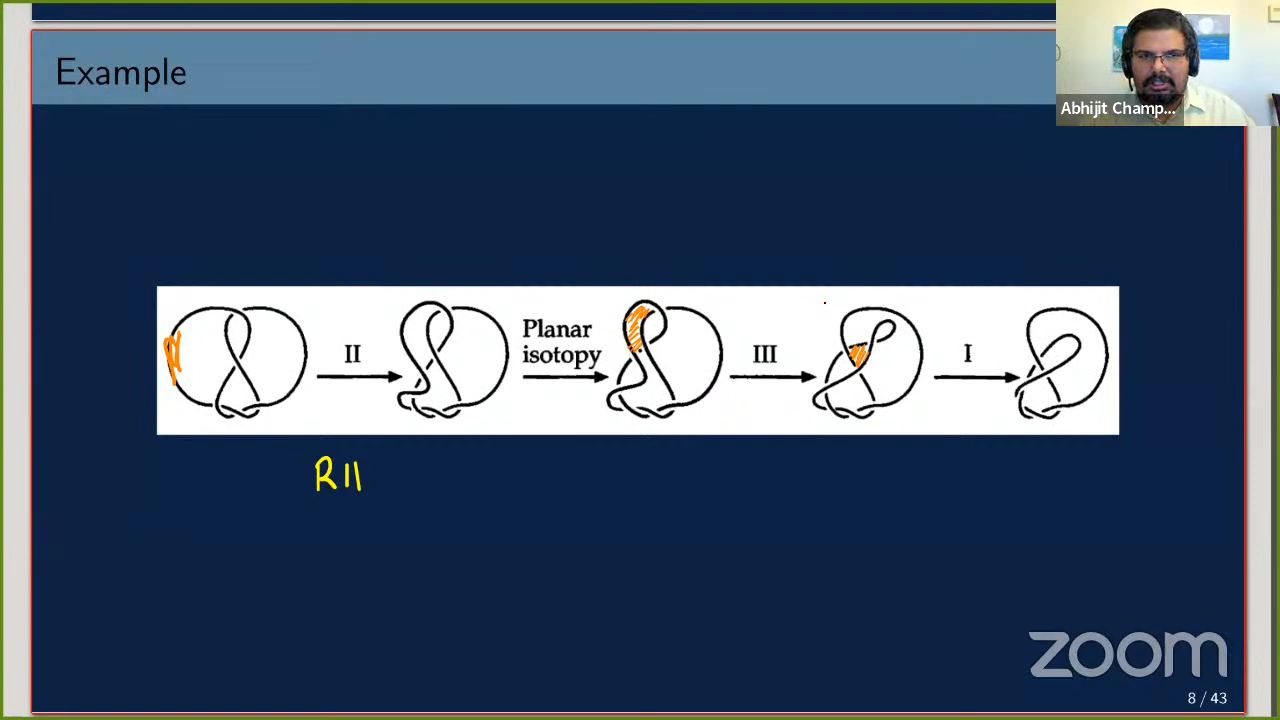 Example
Abhijit Champ...
II
Planar
isotopy
III
I
RII
zoom
8 / 43